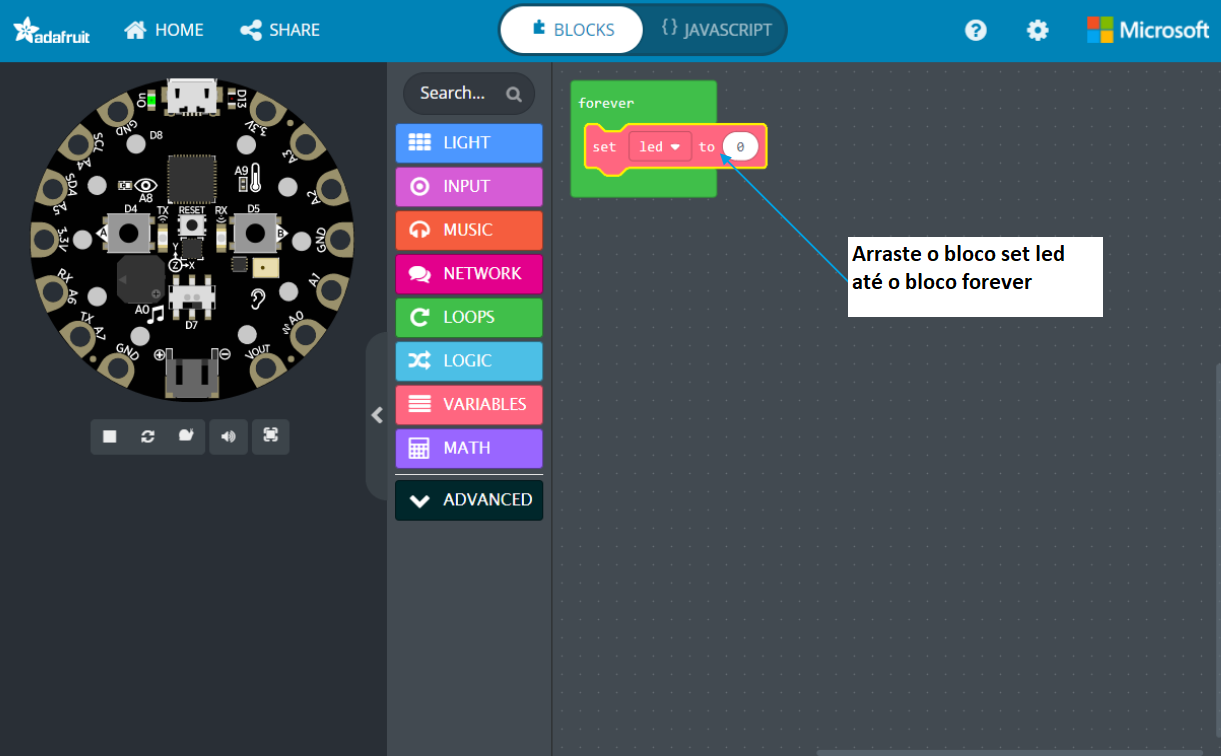 adafruit
HOME
SHARE
BLOCKS
{} JAVASCRIPT
?
Microsoft
Search...
LIGHT
INPUT
MUSIC
NETWORK
LOOPS
LOGIC
VARIABLES
MATH
ADVANCED
forever
set led to 0
Arraste o bloco set led
até o bloco forever
ON
D13
GND
3.3V
D8
SCL
A4
A3
A9
SDA
A5
A8
A2
D4
TX
RESET
RX
D5
A
B
3.3V
GND
Y
Z
X
RX
A6
A1
A0
D7
TX
A7
A0
GND
VOUT